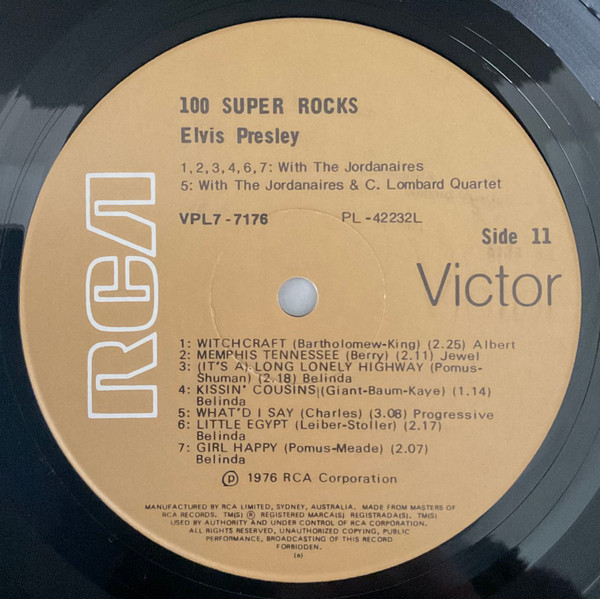 100 SUPER ROCKS
Elvis Presley
1,2,3,4,6,7: With The Jordanaires
5: With The Jordanaires & C. Lombard Quartet
VPL7-7176 PL-42232L
Side 11
RCA
Victor
1: WITCHCRAFT (Bartholomew-King) (2.25) Albert
2: MEMPHIS TENNESSEE (Berry) (2.11) Jewel
3: (IT'S A) LONG LONELY HIGHWAY (Pomus-
Shuman) (2.18) Belinda
4: KISSIN' COUSINS (Giant-Baum-Kaye) (1.14)
Belinda
5: WHAT'D I SAY (Charles) (3.08) Progressive
6: LITTLE EGYPT (Leiber-Stoller) (2.17)
Belinda
7: GIRL HAPPY (Pomus-Meade) (2.07)
Belinda
℗ 1976 RCA Corporation
MANUFACTURED BY RCA LIMITED, SYDNEY, AUSTRALIA. MADE FROM MASTERS OF
RCA RECORDS. TM(S) ® REGISTERED MARCA(S) REGISTRADA(S). TM(S)
USED BY AUTHORITY AND UNDER CONTROL OF RCA CORPORATION.
ALL RIGHTS RESERVED, UNAUTHORIZED COPYING, PUBLIC
PERFORMANCE, BROADCASTING OF THIS RECORD
FORBIDDEN.